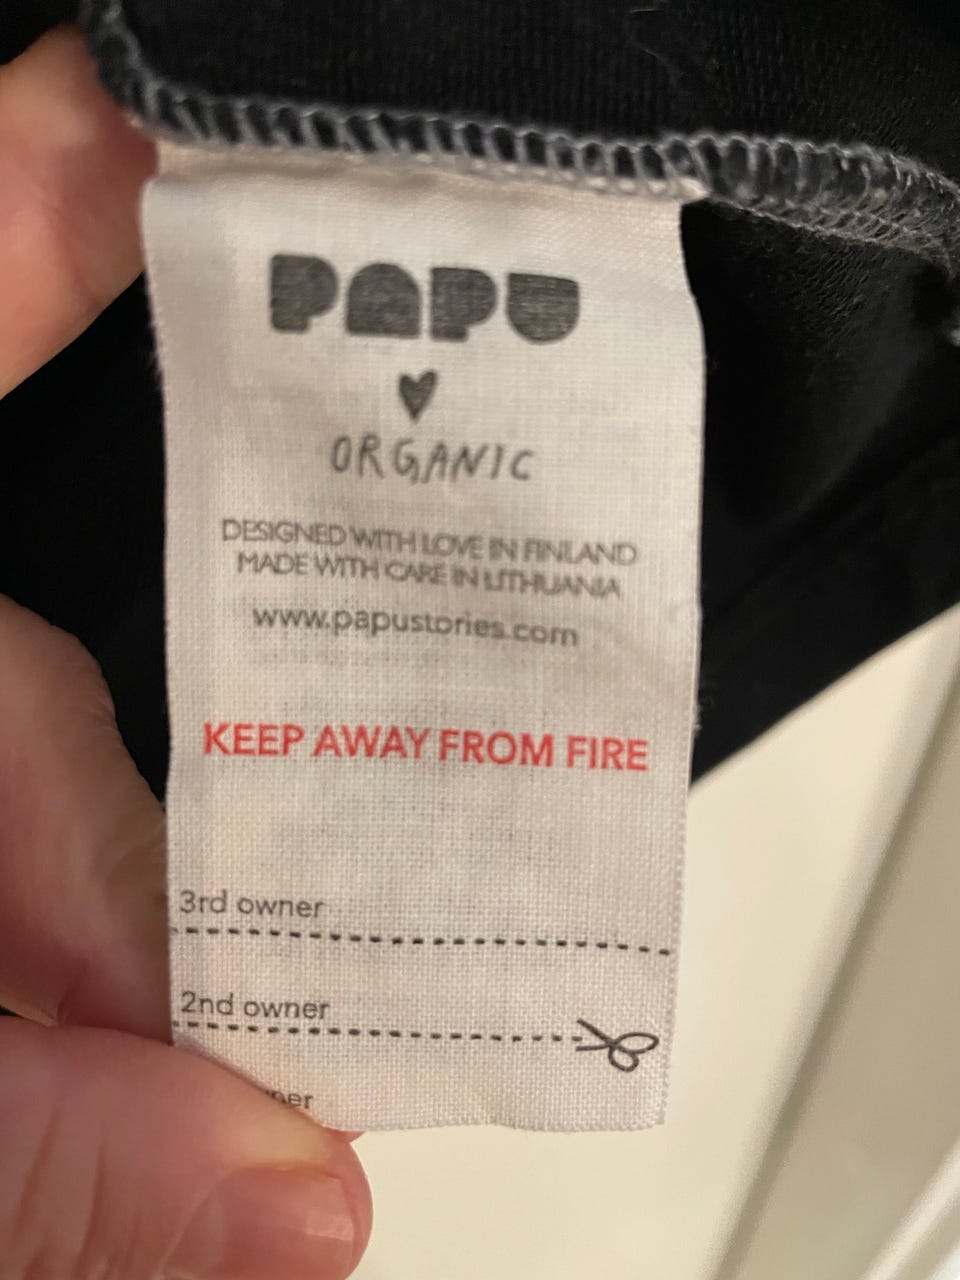 PAPU
ORGANIC
DESIGNED WITH LOVE IN FINLAND
MADE WITH CARE IN LITHUANIA
www.papustories.com
KEEP AWAY FROM FIRE
3rd owner
2nd owner